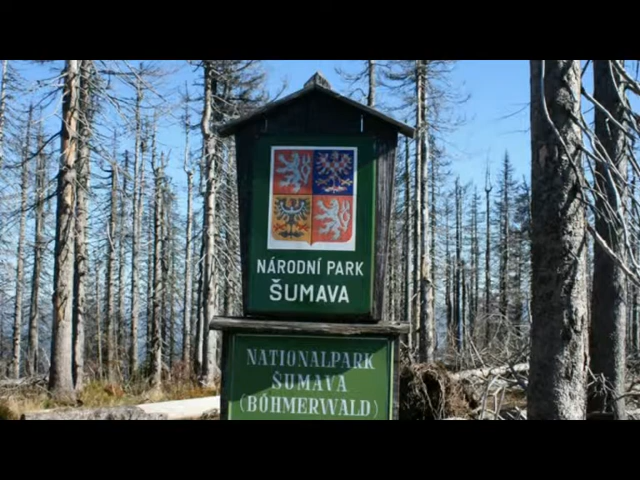 NÁRODNÍ PARK
ŠUMAVA
NATIONALPARK
ŠUMAVA
(BÖHMERWALD)